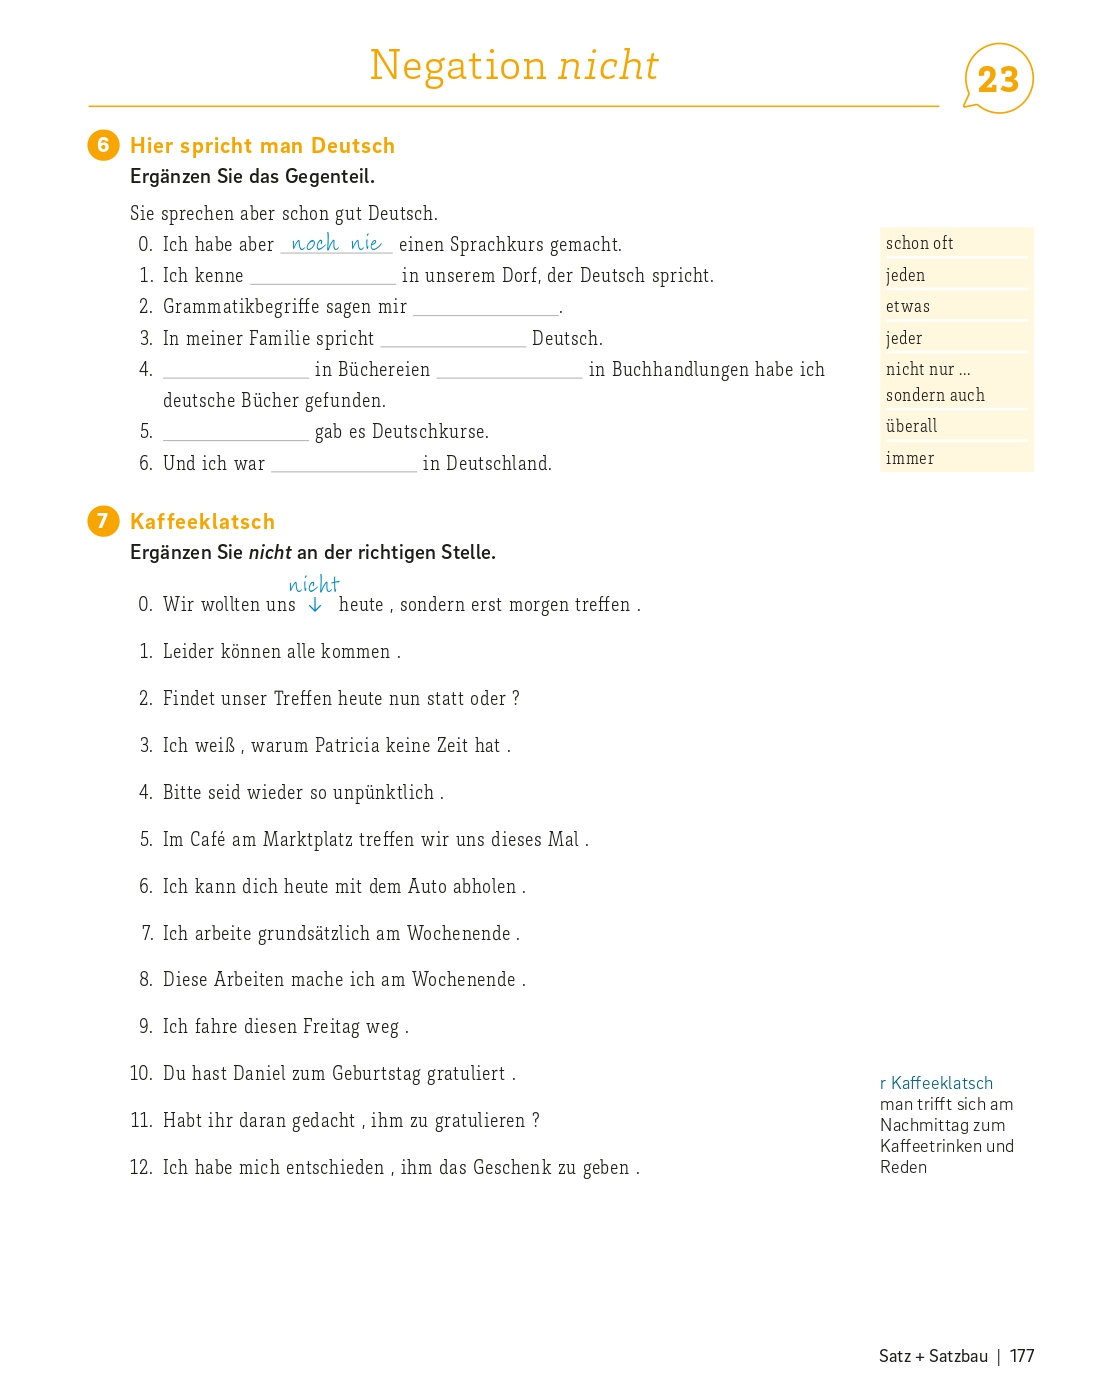 Negation nicht
23
6 Hier spricht man Deutsch
Ergänzen Sie das Gegenteil.
Sie sprechen aber schon gut Deutsch.
0. Ich habe aber noch nie einen Sprachkurs gemacht.
1. Ich kenne _______________ in unserem Dorf, der Deutsch spricht.
2. Grammatikbegriffe sagen mir _______________.
3. In meiner Familie spricht _______________ Deutsch.
4. _______________ in Büchereien _______________ in Buchhandlungen habe ich
deutsche Bücher gefunden.
5. _______________ gab es Deutschkurse.
6. Und ich war _______________ in Deutschland.
schon oft
jeden
etwas
jeder
nicht nur ...
sondern auch
überall
immer
7 Kaffeeklatsch
Ergänzen Sie nicht an der richtigen Stelle.
nicht
0. Wir wollten uns ↓ heute , sondern erst morgen treffen .
1. Leider können alle kommen .
2. Findet unser Treffen heute nun statt oder ?
3. Ich weiß , warum Patricia keine Zeit hat .
4. Bitte seid wieder so unpünktlich .
5. Im Café am Marktplatz treffen wir uns dieses Mal .
6. Ich kann dich heute mit dem Auto abholen .
7. Ich arbeite grundsätzlich am Wochenende .
8. Diese Arbeiten mache ich am Wochenende .
9. Ich fahre diesen Freitag weg .
10. Du hast Daniel zum Geburtstag gratuliert .
11. Habt ihr daran gedacht , ihm zu gratulieren ?
12. Ich habe mich entschieden , ihm das Geschenk zu geben .
r Kaffeeklatsch
man trifft sich am
Nachmittag zum
Kaffeetrinken und
Reden
Satz + Satzbau | 177